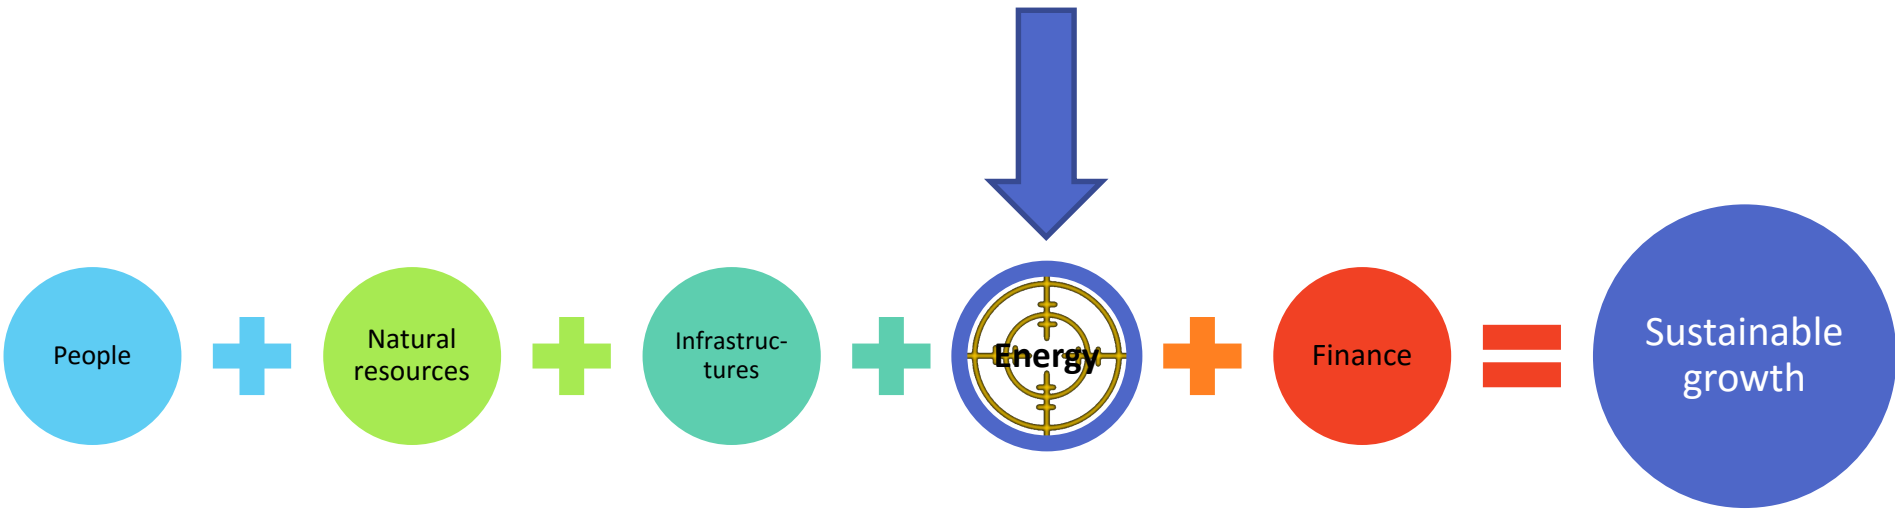 People
Natural
resources
Infrastruc-
tures
Energy
Finance
Sustainable
growth